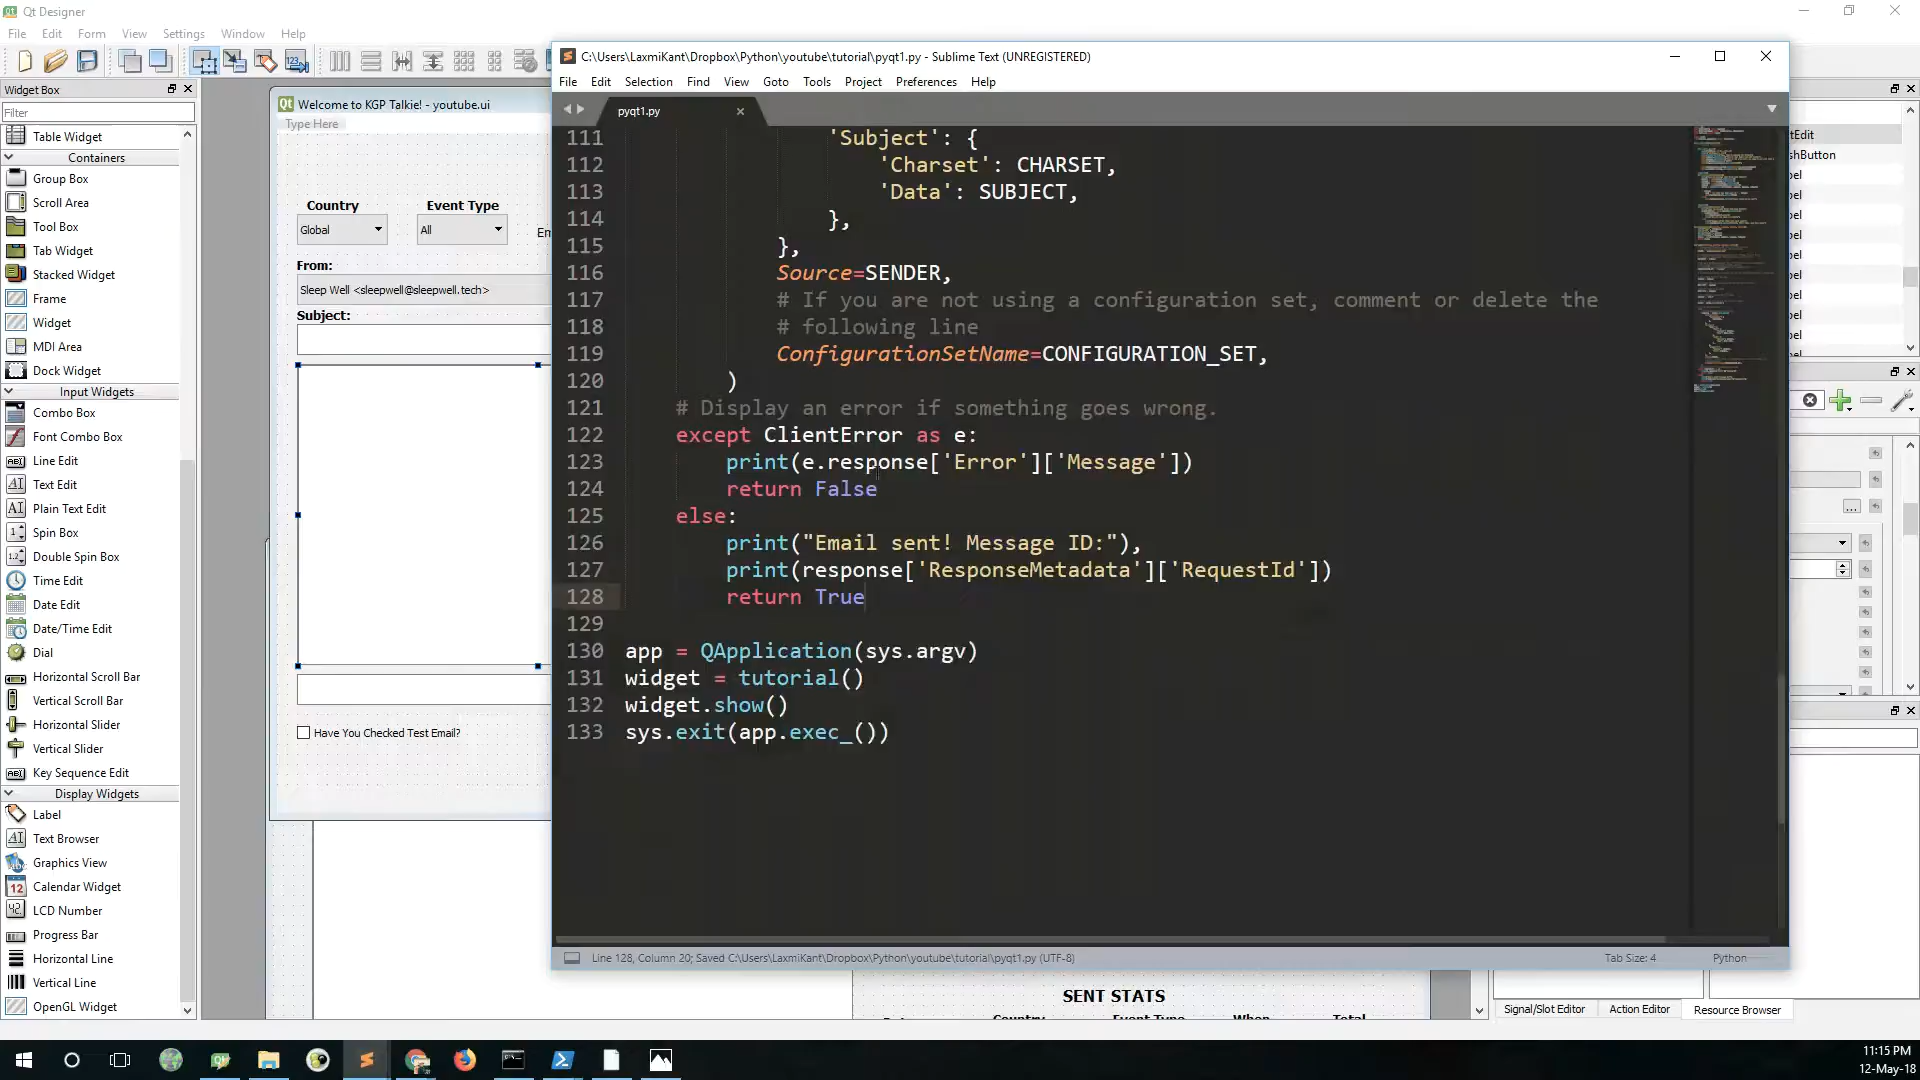 Qt Designer
File Edit Form View Settings Window Help
Widget Box
Filter
Table Widget
Containers
Group Box
Scroll Area
Tool Box
Tab Widget
Stacked Widget
Frame
Widget
MDI Area
Dock Widget
Input Widgets
Combo Box
Font Combo Box
Line Edit
Text Edit
Plain Text Edit
Spin Box
Double Spin Box
Time Edit
Date Edit
Date/Time Edit
Dial
Horizontal Scroll Bar
Vertical Scroll Bar
Horizontal Slider
Vertical Slider
Key Sequence Edit
Display Widgets
Label
Text Browser
Graphics View
Calendar Widget
LCD Number
Progress Bar
Horizontal Line
Vertical Line
OpenGL Widget
Welcome to KGP Talkie! - youtube.ui
Type Here
Country Event Type
Global All Em
From:
Sleep Well <sleepwell@sleepwell.tech>
Subject:
Have You Checked Test Email?
C:\Users\LaxmiKant\Dropbox\Python\youtube\tutorial\pyqt1.py - Sublime Text (UNREGISTERED)
File Edit Selection Find View Goto Tools Project Preferences Help
pyqt1.py
111 'Subject': {
112 'Charset': CHARSET,
113 'Data': SUBJECT,
114 },
115 },
116 Source=SENDER,
117 # If you are not using a configuration set, comment or delete the
118 # following line
119 ConfigurationSetName=CONFIGURATION_SET,
120 )
121 # Display an error if something goes wrong.
122 except ClientError as e:
123 print(e.response['Error']['Message'])
124 return False
125 else:
126 print("Email sent! Message ID:"),
127 print(response['ResponseMetadata']['RequestId'])
128 return True
129
130 app = QApplication(sys.argv)
131 widget = tutorial()
132 widget.show()
133 sys.exit(app.exec_())
Line 128, Column 20; Saved C:\Users\LaxmiKant\Dropbox\Python\youtube\tutorial\pyqt1.py (UTF-8)
Tab Size: 4 Python
tEdit
shButton
bel
bel
bel
bel
bel
bel
bel
bel
SENT STATS
Signal/Slot Editor Action Editor Resource Browser
11:15 PM
12-May-18